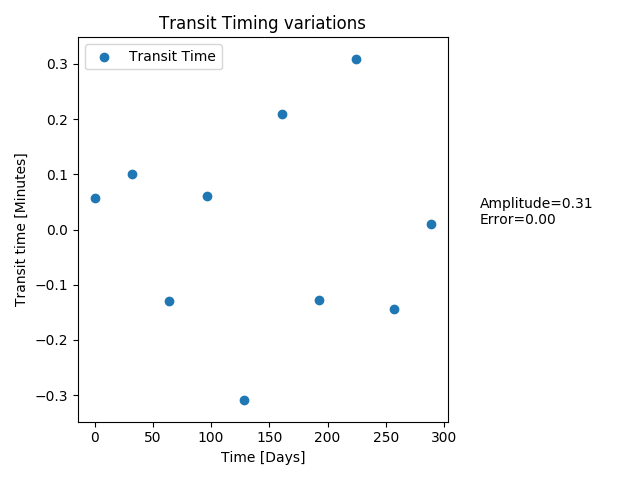 Transit Timing variations
Transit Time
0.3
0.2
0.1
0.0
−0.1
−0.2
−0.3
Transit time [Minutes]
0
50
100
150
200
250
300
Time [Days]
Amplitude=0.31
Error=0.00